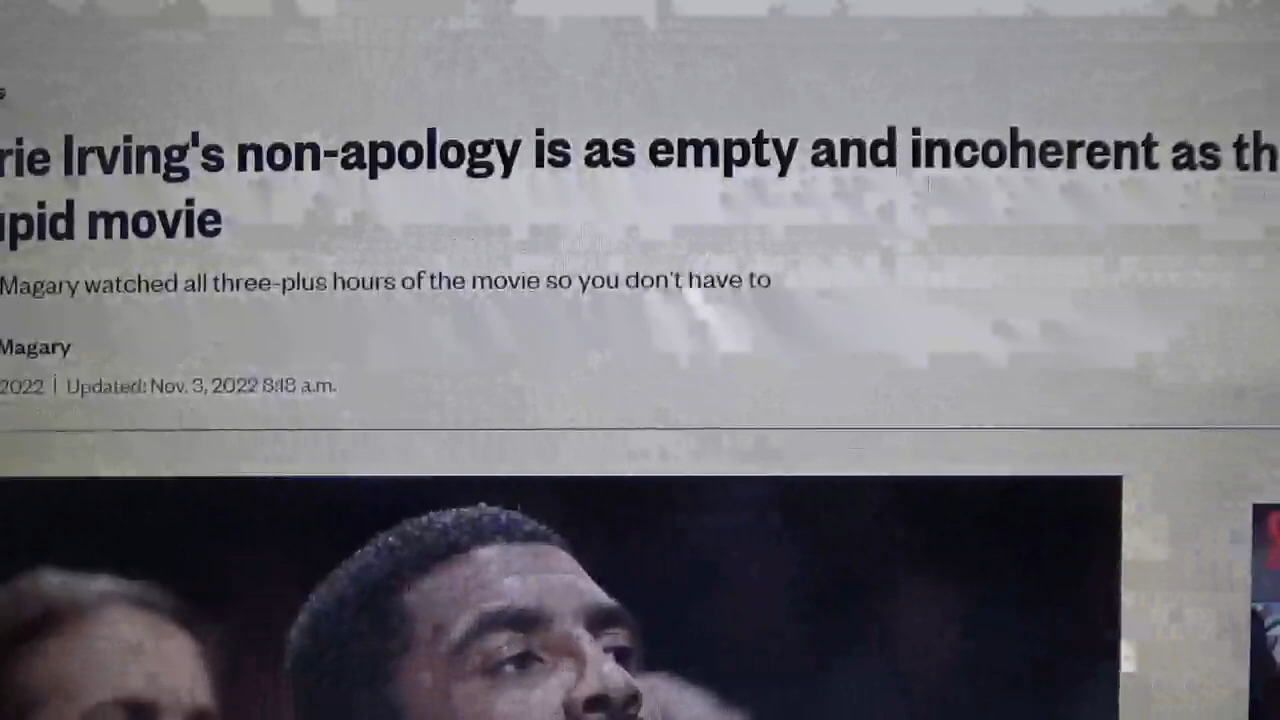 rie Irving's non-apology is as empty and incoherent as th
upid movie
Magary watched all three-plus hours of the movie so you don't have to
Magary
2022 | Updated: Nov. 3, 2022 8:18 a.m.